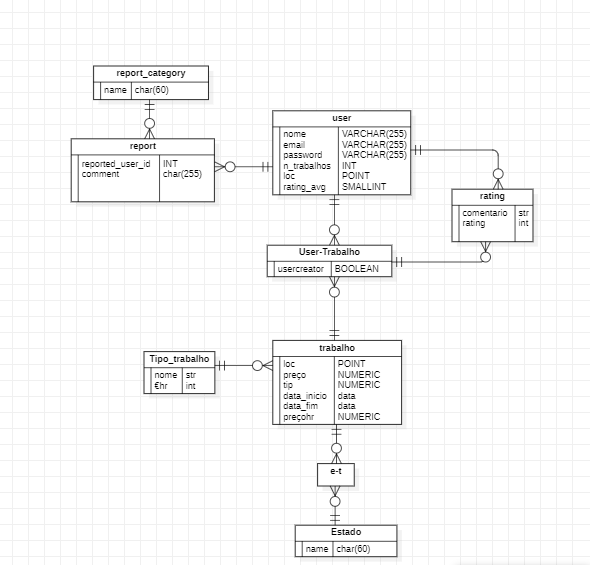 report_category
name char(60)
report
reported_user_id INT
comment char(255)
user
nome VARCHAR(255)
email VARCHAR(255)
password VARCHAR(255)
n_trabalhos INT
loc POINT
rating_avg SMALLINT
rating
comentario str
rating int
User-Trabalho
usercreator BOOLEAN
trabalho
loc POINT
preço NUMERIC
tip NUMERIC
data_inicio data
data_fim data
preçohr NUMERIC
Tipo_trabalho
nome str
€hr int
e-t
Estado
name char(60)